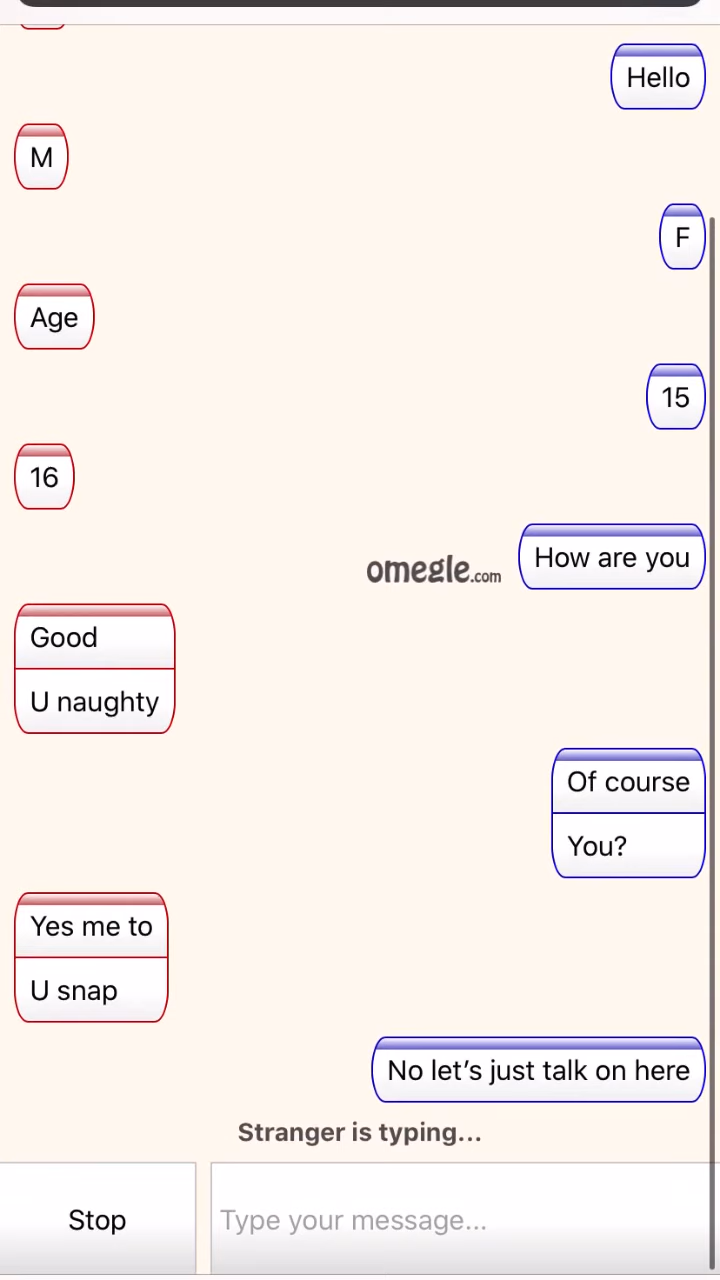 Hello
M
F
Age
15
16
How are you
omegle.com
Good
U naughty
Of course
You?
Yes me to
U snap
No let’s just talk on here
Stranger is typing...
Stop
Type your message...